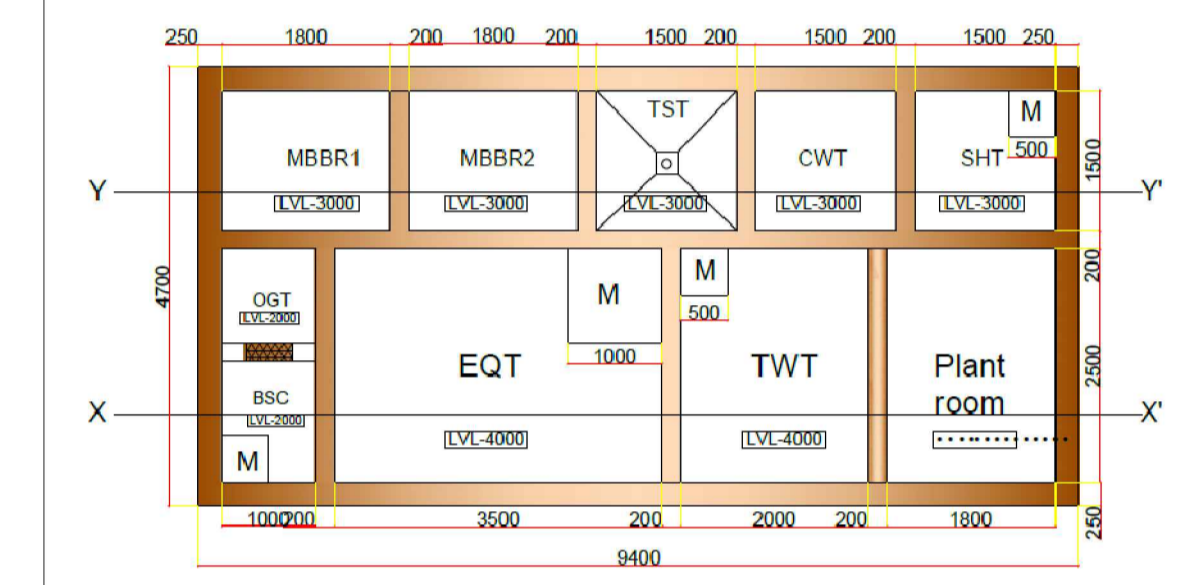 250 1800 200 1800 200 1500 200 1500 200 1500 250
TST
M
MBBR1 MBBR2 CWT SHT 500
1500
Y Y'
LVL-3000 LVL-3000 LVL-3000 LVL-3000 LVL-3000
4700
200
M M
OGT
LVL-2000
500
1000
EQT TWT Plant
room
2500
BSC
X X'
LVL-2000
LVL-4000 LVL-4000
M
1000 200 3500 200 2000 200 1800
250
9400